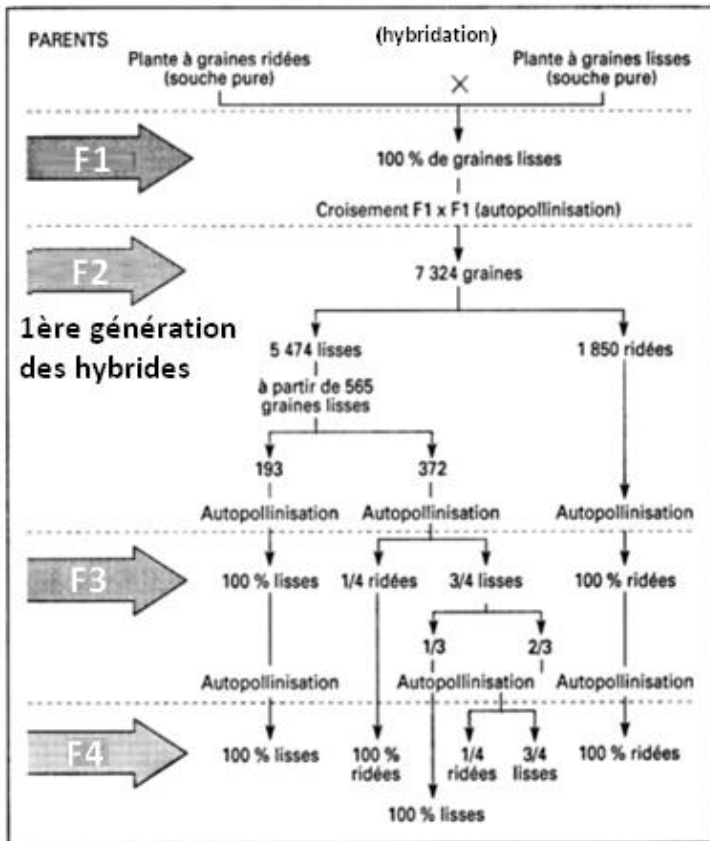 PARENTS
(hybridation)
Plante à graines ridées
(souche pure)
×
Plante à graines lisses
(souche pure)
F1
100 % de graines lisses
Croisement F1 x F1 (autopollinisation)
F2
7 324 graines
1ère génération
des hybrides
5 474 lisses
1 850 ridées
à partir de 565
graines lisses
193
372
Autopollinisation
Autopollinisation
Autopollinisation
F3
100 % lisses
1/4 ridées
3/4 lisses
100 % ridées
1/3
2/3
Autopollinisation
Autopollinisation
Autopollinisation
F4
100 % lisses
100 %
ridées
1/4
ridées
3/4
lisses
100 % ridées
100 % lisses